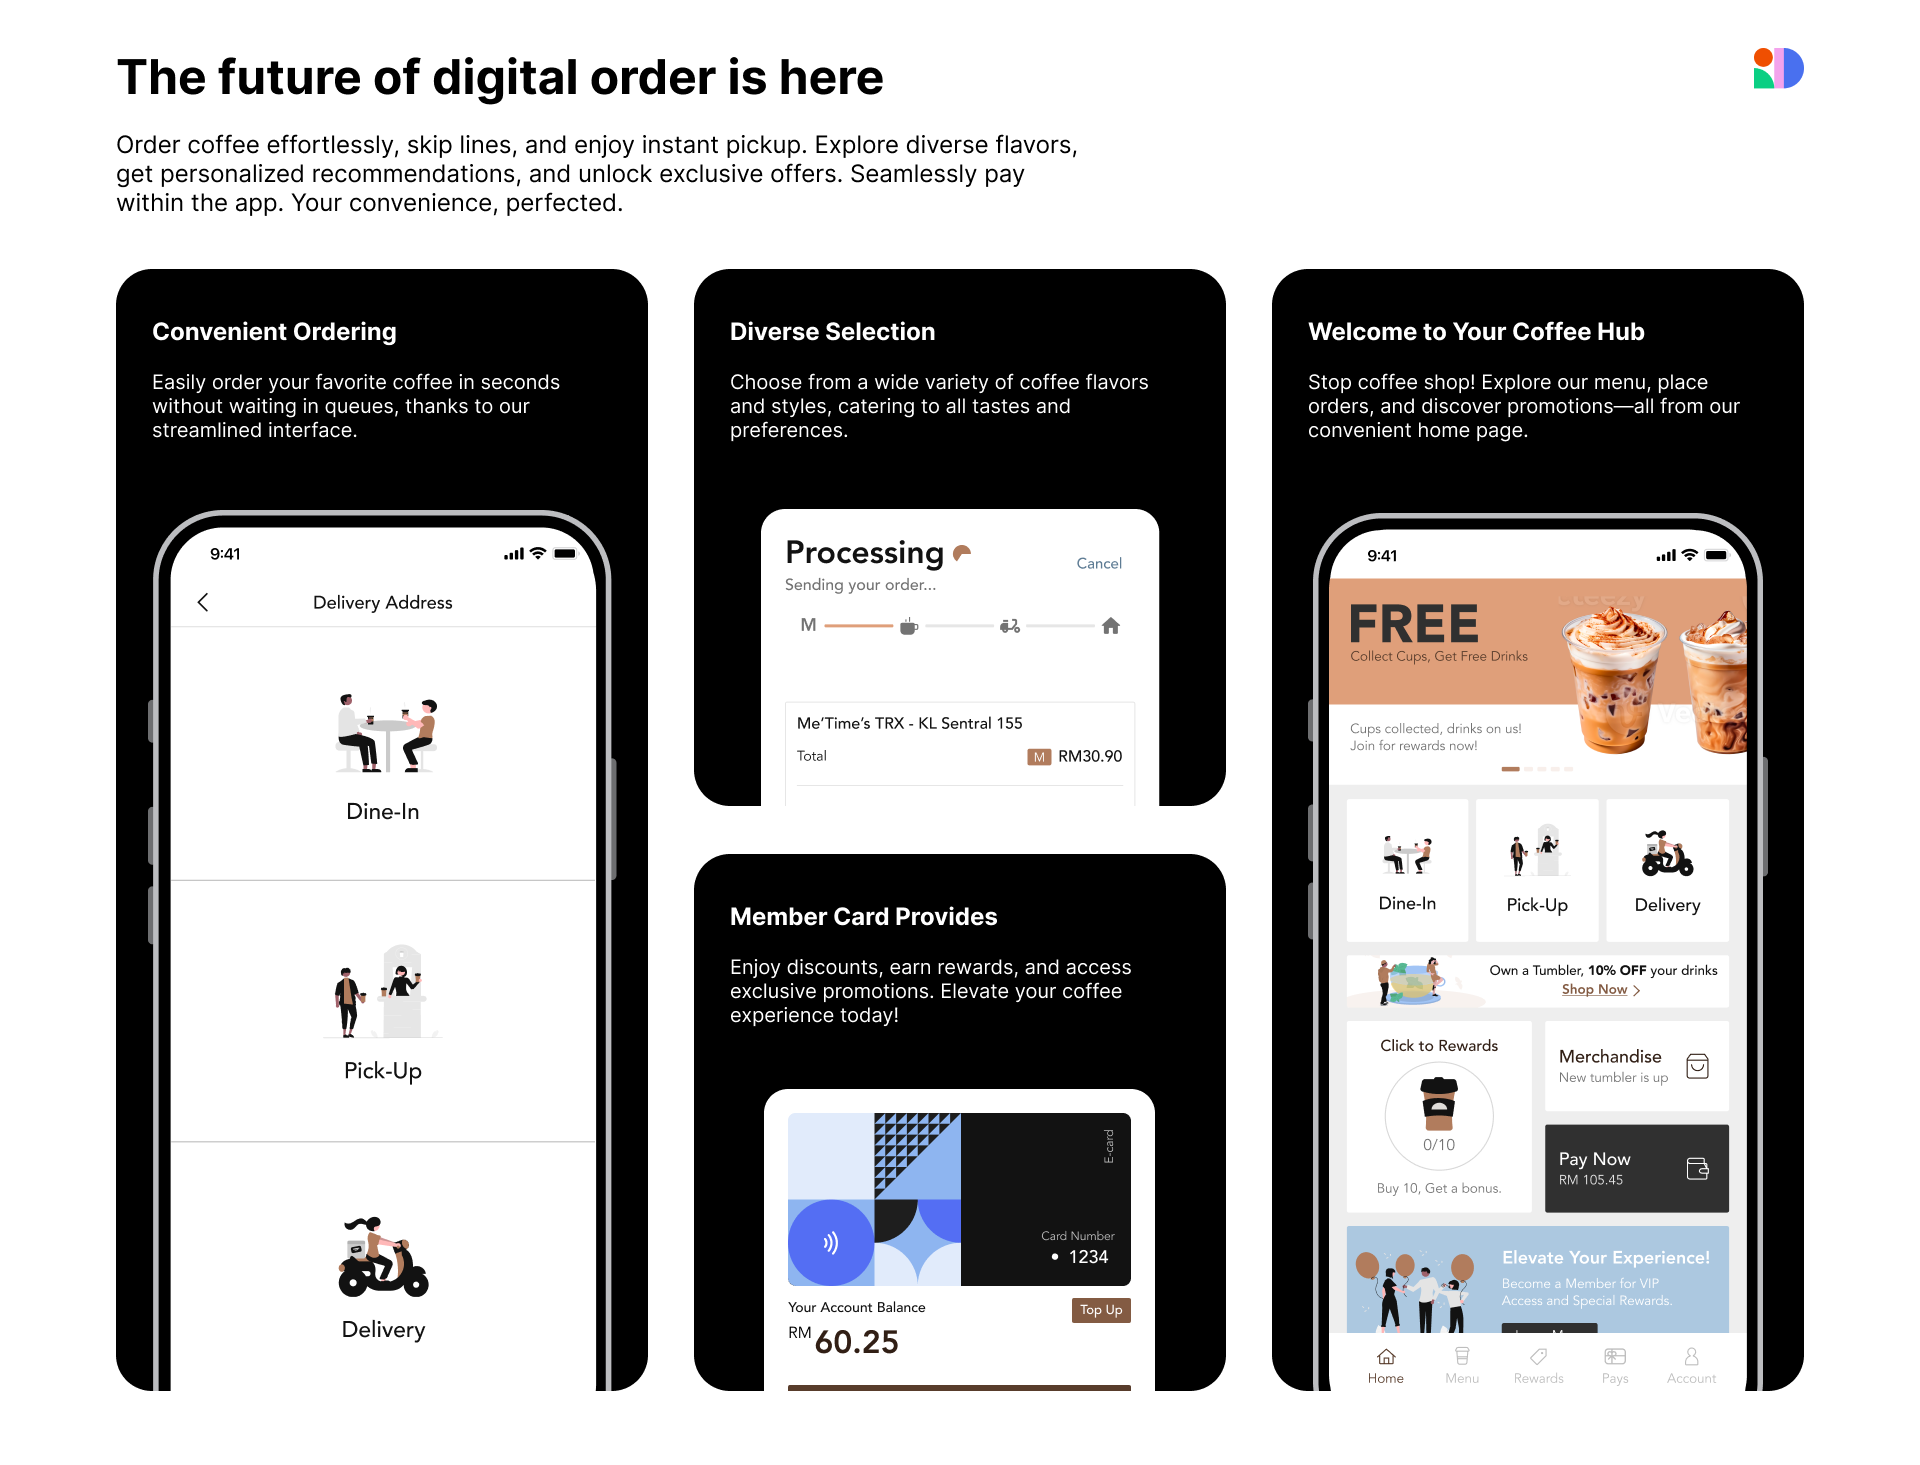 The future of digital order is here
Order coffee effortlessly, skip lines, and enjoy instant pickup. Explore diverse flavors,
get personalized recommendations, and unlock exclusive offers. Seamlessly pay
within the app. Your convenience, perfected.
Convenient Ordering
Easily order your favorite coffee in seconds
without waiting in queues, thanks to our
streamlined interface.
9:41
Delivery Address
Dine-In
Pick-Up
Delivery
Diverse Selection
Choose from a wide variety of coffee flavors
and styles, catering to all tastes and
preferences.
Processing
Cancel
Sending your order...
M
Me’Time’s TRX - KL Sentral 155
Total
M RM30.90
Member Card Provides
Enjoy discounts, earn rewards, and access
exclusive promotions. Elevate your coffee
experience today!
E-card
Card Number
• 1234
Your Account Balance
Top Up
RM 60.25
Welcome to Your Coffee Hub
Stop coffee shop! Explore our menu, place
orders, and discover promotions—all from our
convenient home page.
9:41
FREE
Collect Cups, Get Free Drinks
Cups collected, drinks on us!
Join for rewards now!
Dine-In
Pick-Up
Delivery
Own a Tumbler, 10% OFF your drinks
Shop Now >
Click to Rewards
0/10
Buy 10, Get a bonus.
Merchandise
New tumbler is up
Pay Now
RM 105.45
Elevate Your Experience!
Become a Member for VIP
Access and Special Rewards.
Home
Menu
Rewards
Pays
Account